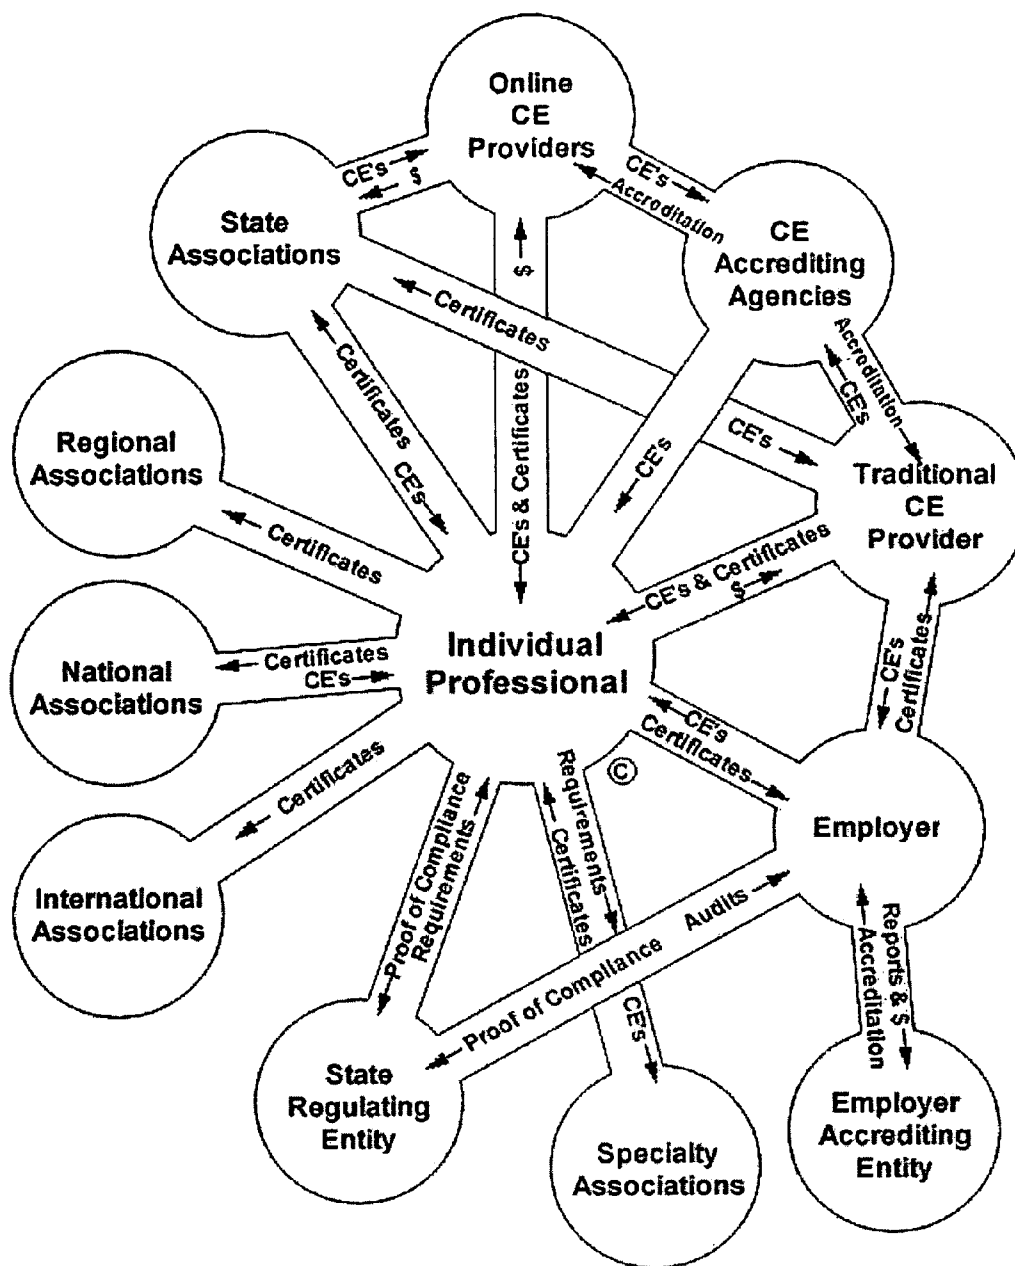 Online
CE
Providers
CE's
$
CE's
Accreditation
State
Associations
CE
Accrediting
Agencies
$
Certificates
Certificates
CE's
CE's & Certificates
Accreditation
CE's
CE's
CE's
Regional
Associations
Certificates
Traditional
CE
Provider
CE's & Certificates
$
Individual
Professional
National
Associations
Certificates
CE's
CE's
Certificates
CE's
Certificates
Certificates
International
Associations
Proof of Compliance
Requirements
Requirements
Certificates
CE's
©
Employer
Audits
Proof of Compliance
Reports & $
Accreditation
State
Regulating
Entity
Specialty
Associations
Employer
Accrediting
Entity